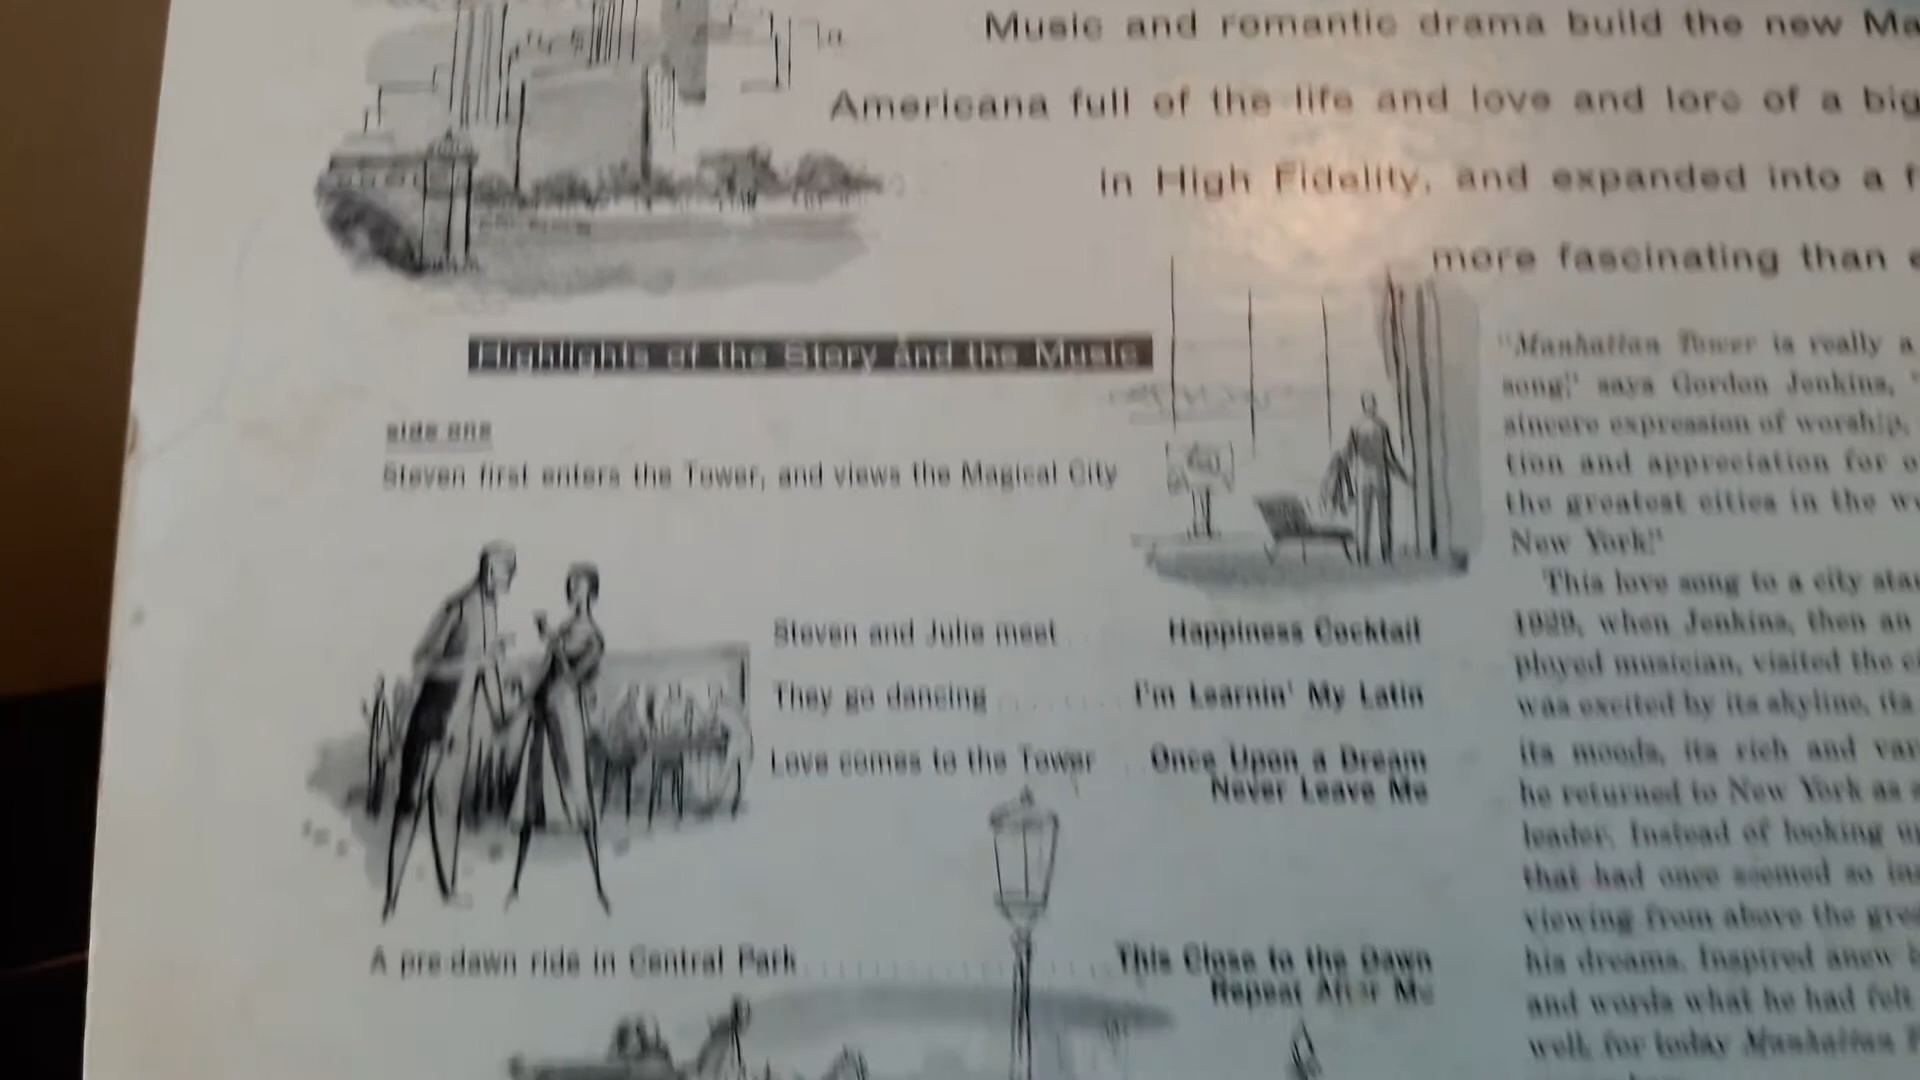 Music and romantic drama build the new Ma
Americana full of the life and love and lore of a big
in High Fidelity, and expanded into a f
more fascinating than e
Highlights of the Story and the Music
side one
Steven first enters the Tower, and views the Magical City
Steven and Julie meet Happiness Cocktail
They go dancing ........ I'm Learnin' My Latin
Love comes to the Tower .. Once Upon a Dream
Never Leave Me
A pre-dawn ride in Central Park .............. This Close to the Dawn
Repeat After Me
"Manhattan Tower is really a
song," says Gordon Jenkins, "
sincere expression of worship,
tion and appreciation for o
the greatest cities in the w
New York!"
This love song to a city sta
1929, when Jenkins, then an
ployed musician, visited the ci
was excited by its skyline, its
its moods, its rich and var
he returned to New York as a
leader. Instead of looking up
that had once seemed so
viewing from above the
his dreams. Inspired anew
and words what he had felt
well, for today Manhattan